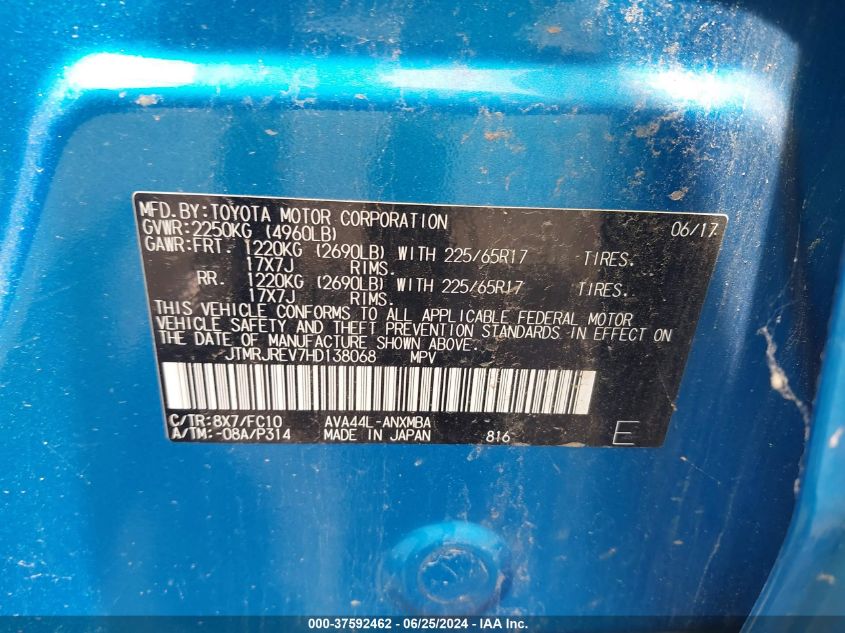 MFD.BY:TOYOTA MOTOR CORPORATION 06/17
GVWR:2250KG (4960LB)
GAWR:FRT. 1220KG (2690LB) WITH 225/65R17 TIRES.
17X7J RIMS.
RR. 1220KG (2690LB) WITH 225/65R17 TIRES.
17X7J RIMS.
THIS VEHICLE CONFORMS TO ALL APPLICABLE FEDERAL MOTOR
VEHICLE SAFETY AND THEFT PREVENTION STANDARDS IN EFFECT ON
THE DATE OF MANUFACTURE SHOWN ABOVE.
JTMRJREV7HD138068 MPV
C/TR:8X7/FC10 AVA44L-ANXMBA
A/TM:-08A/P314 MADE IN JAPAN 816 E
000-37592462 - 06/25/2024 - IAA Inc.